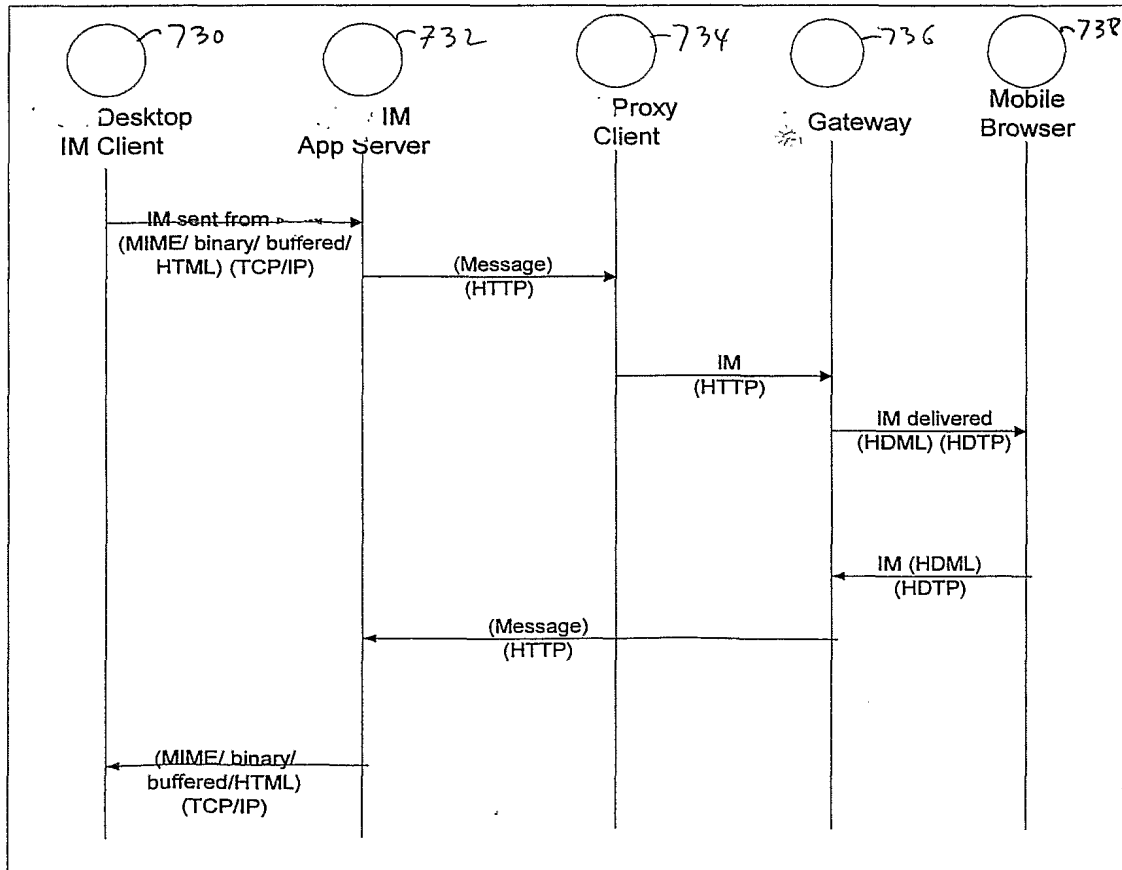 730
732
734
736
738
Desktop
IM Client
IM
App Server
Proxy
Client
Gateway
Mobile
Browser
IM sent from
(MIME/ binary/ buffered/
HTML) (TCP/IP)
(Message)
(HTTP)
IM
(HTTP)
IM delivered
(HDML) (HDTP)
IM (HDML)
(HDTP)
(Message)
(HTTP)
(MIME/ binary/
buffered/HTML)
(TCP/IP)